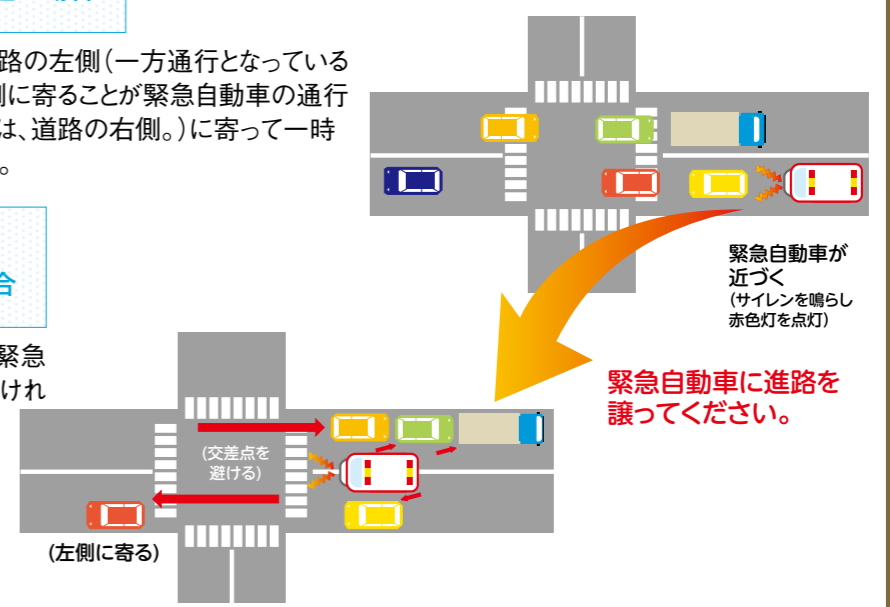 路の左側(一方通行となっている
側に寄ることが緊急自動車の通行
は、道路の右側。)に寄って一時
。
合
緊急
けれ
緊急自動車が
近づく
(サイレンを鳴らし
赤色灯を点灯)
緊急自動車に進路を
譲ってください。
(交差点を
避ける)
(左側に寄る)